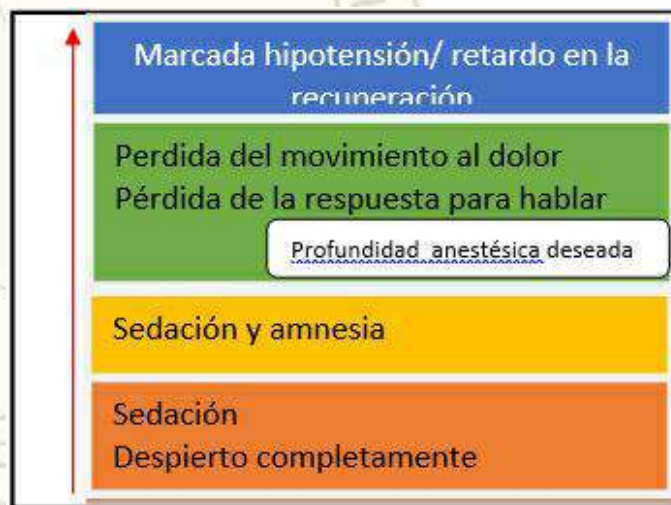 Marcada hipotensión/ retardo en la
recuperación
Perdida del movimiento al dolor
Pérdida de la respuesta para hablar
Profundidad anestésica deseada
Sedación y amnesia
Sedación
Despierto completamente